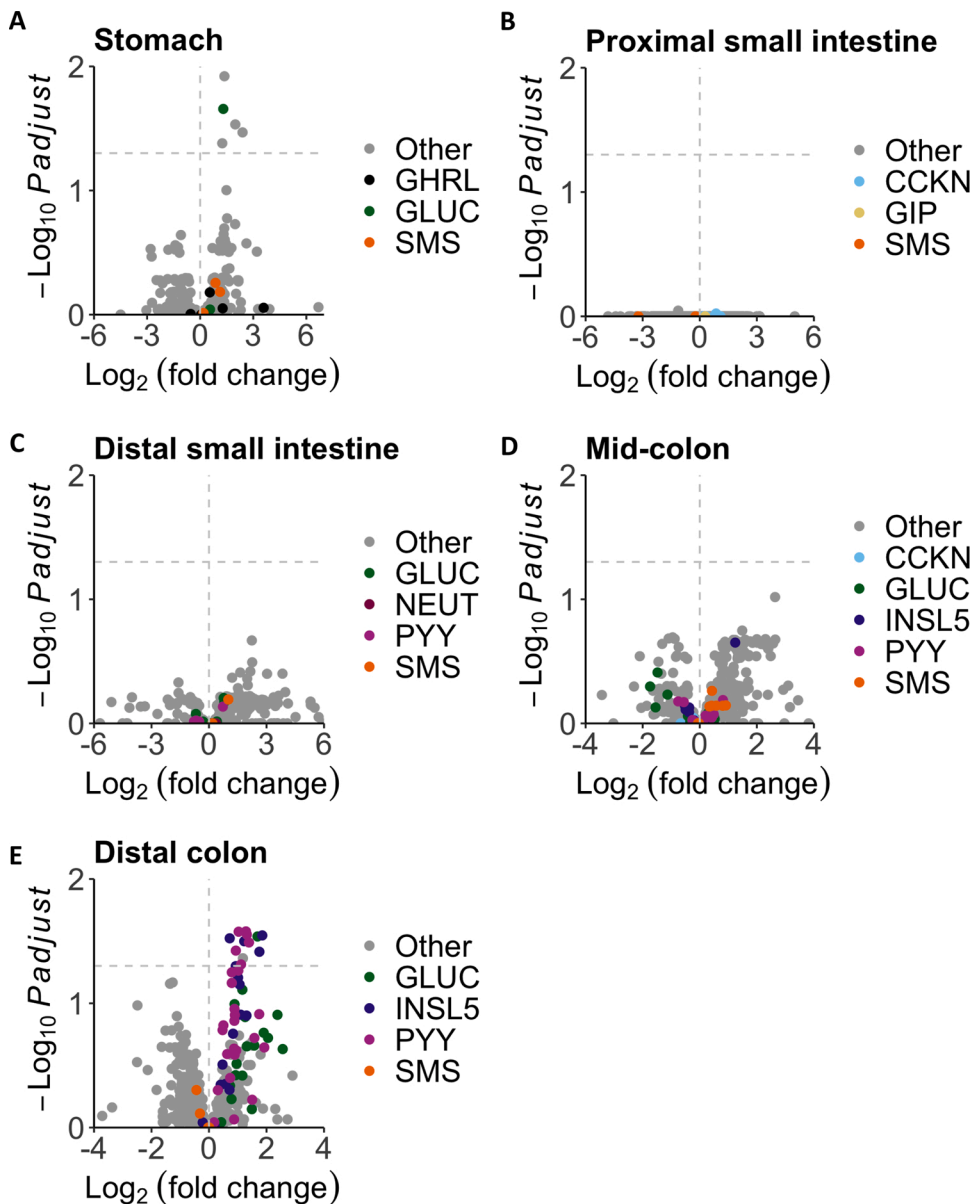 A
Stomach
2
1
0
-6
-3
0
3
6
−Log10 Padjust
Log2 (fold change)
Other
GHRL
GLUC
SMS
B
Proximal small intestine
2
1
0
-6
-3
0
3
6
−Log10 Padjust
Log2 (fold change)
Other
CCKN
GIP
SMS
C
Distal small intestine
2
1
0
-6
-3
0
3
6
−Log10 Padjust
Log2 (fold change)
Other
GLUC
NEUT
PYY
SMS
D
Mid-colon
2
1
0
-4
-2
0
2
4
−Log10 Padjust
Log2 (fold change)
Other
CCKN
GLUC
INSL5
PYY
SMS
E
Distal colon
2
1
0
-4
-2
0
2
4
−Log10 Padjust
Log2 (fold change)
Other
GLUC
INSL5
PYY
SMS